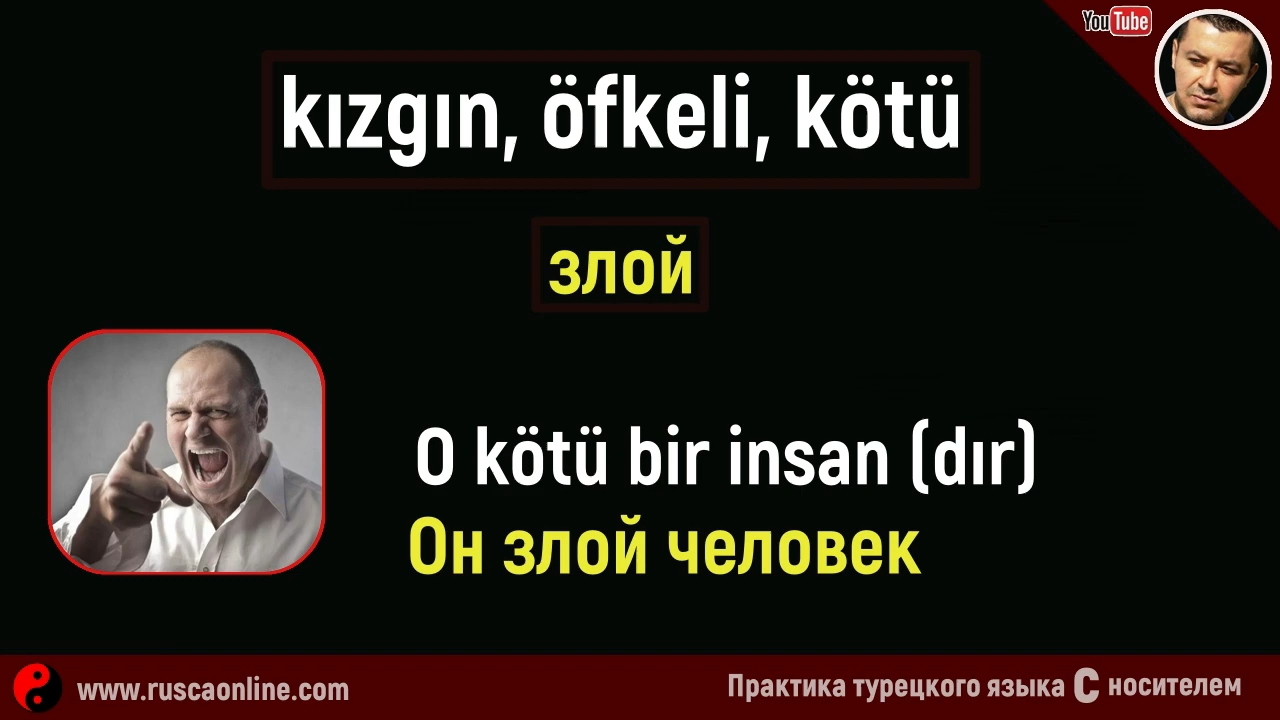 YouTube
kızgın, öfkeli, kötü
злой
O kötü bir insan (dır)
Он злой человек
www.ruscaonline.com
Практика турецкого языка С носителем